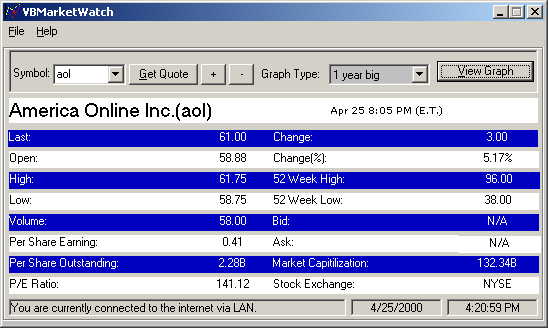 VBMarketWatch
File Help
Symbol: aol Get Quote + - Graph Type: 1 year big View Graph
America Online Inc.(aol) Apr 25 8:05 PM (E.T.)
Last: 61.00 Change: 3.00
Open: 58.88 Change(%): 5.17%
High: 61.75 52 Week High: 96.00
Low: 58.75 52 Week Low: 38.00
Volume: 58.00 Bid: N/A
Per Share Earning: 0.41 Ask: N/A
Per Share Outstanding: 2.28B Market Capitilization: 132.34B
P/E Ratio: 141.12 Stock Exchange: NYSE
You are currently connected to the internet via LAN. 4/25/2000 4:20:59 PM